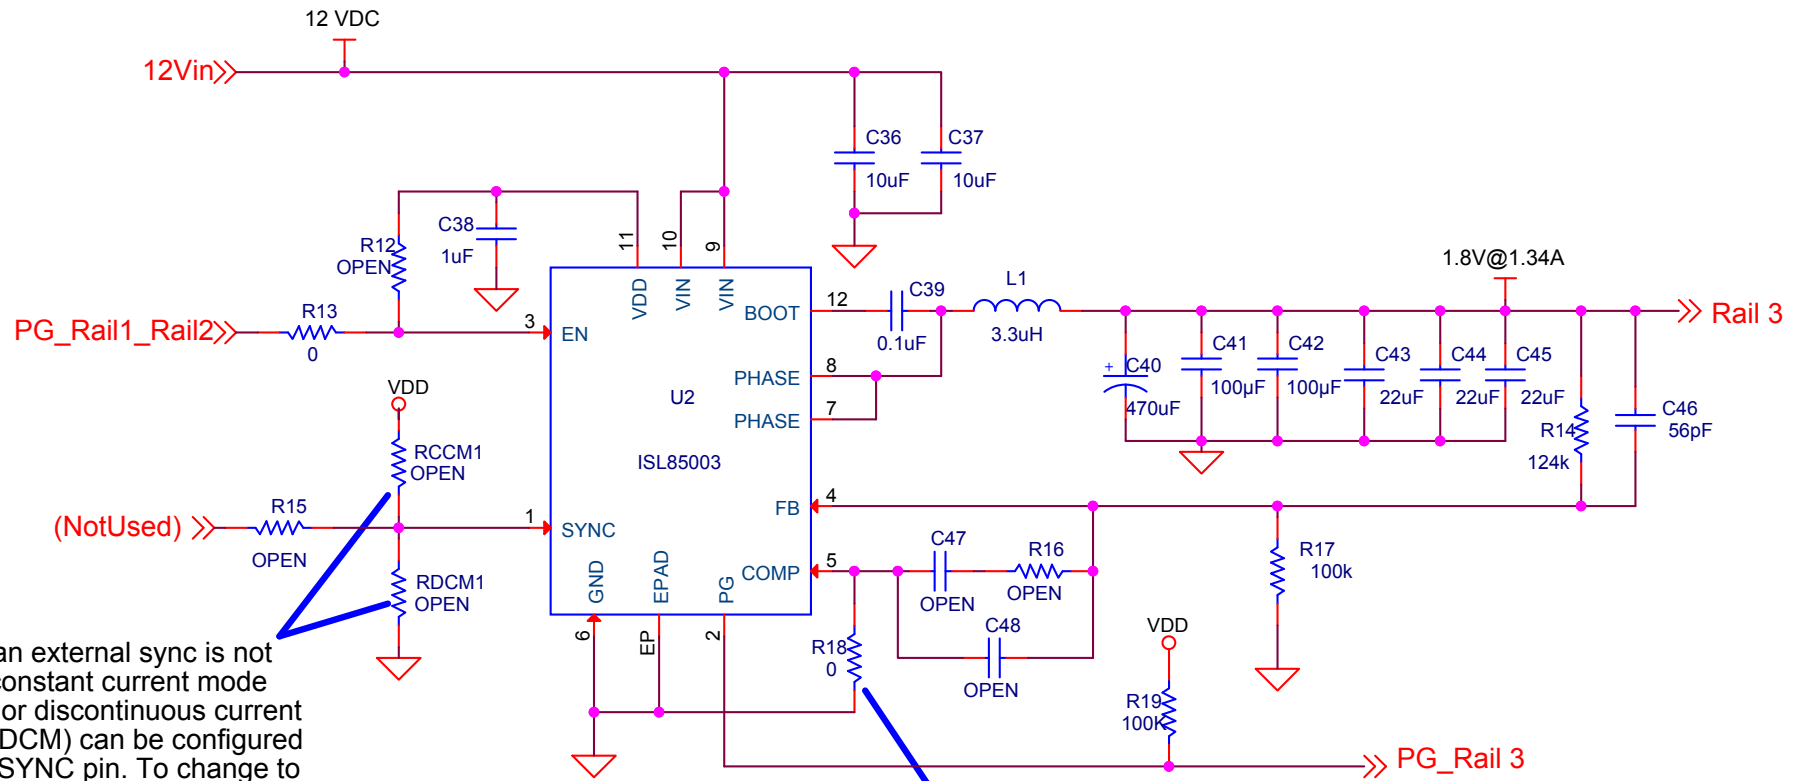 12 VDC
12Vin
C36
10uF
C37
10uF
C38
1uF
R12
OPEN
11
10
9
R13
0
PG_Rail1_Rail2
3
EN
VDD
VIN
VIN
BOOT
12
C39
0.1uF
L1
3.3uH
1.8V@1.34A
Rail 3
PHASE
8
PHASE
7
U2
ISL85003
+
C40
470uF
C41
100µF
C42
100µF
C43
22uF
C44
22uF
C45
22uF
R14
124k
C46
56pF
VDD
RCCM1
OPEN
(NotUsed)
R15
OPEN
1
SYNC
RDCM1
OPEN
FB
4
COMP
5
C47
OPEN
R16
OPEN
C48
OPEN
R17
100k
GND
EPAD
PG
6
EP
2
R18
0
VDD
R19
100K
PG_Rail 3
an external sync is not
constant current mode
or discontinuous current
DCM) can be configured
SYNC pin. To change to